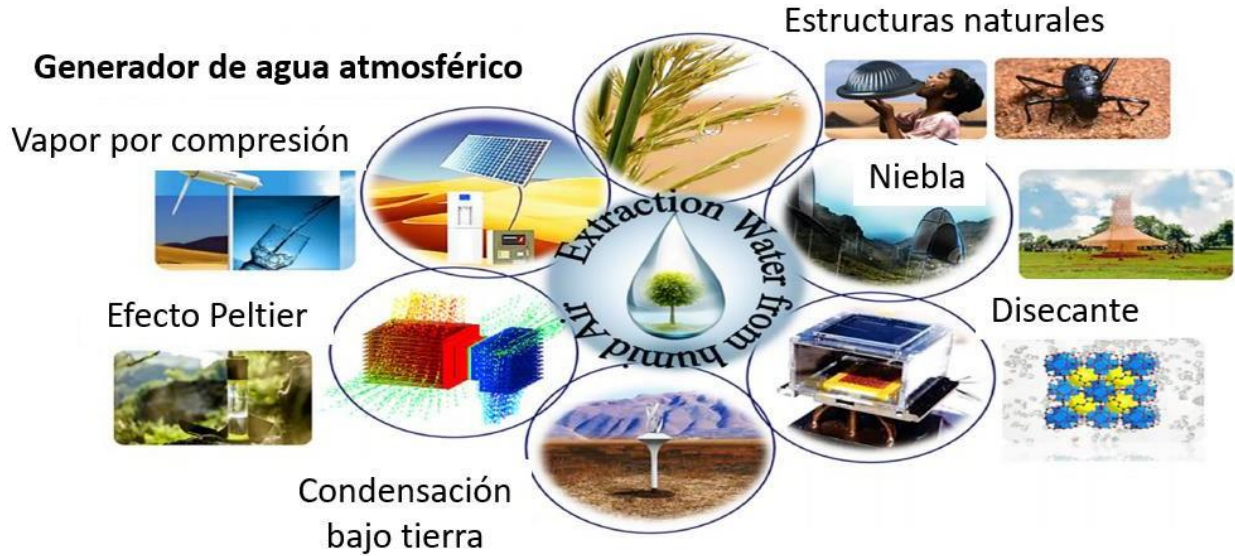 Estructuras naturales
Generador de agua atmosférico
Vapor por compresión
Niebla
Extraction Water from humid Air
Efecto Peltier
Disecante
Condensación
bajo tierra